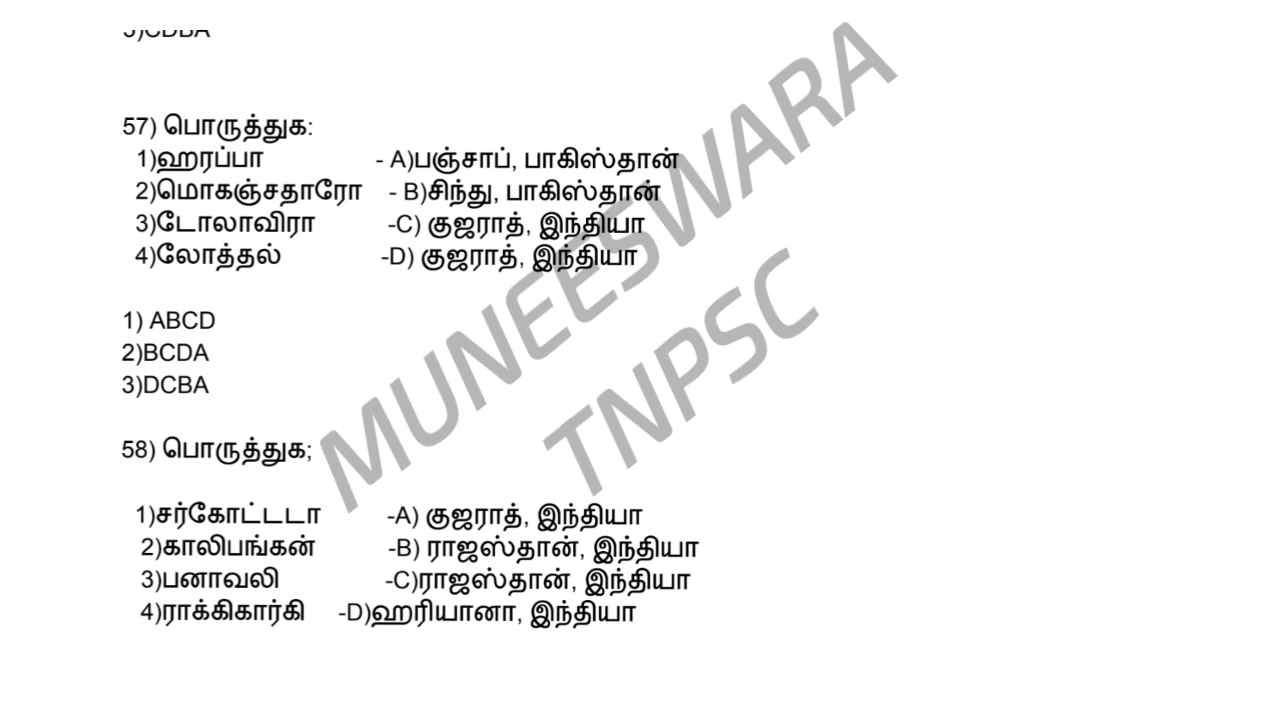 3)CDBA
57) பொருத்துக:
1)ஹரப்பா - A)பஞ்சாப், பாகிஸ்தான்
2)மொகஞ்சதாரோ - B)சிந்து, பாகிஸ்தான்
3)டோலாவிரா -C) குஜராத், இந்தியா
4)லோத்தல் -D) குஜராத், இந்தியா
1) ABCD
2)BCDA
3)DCBA
58) பொருத்துக;
1)சர்கோட்டடா -A) குஜராத், இந்தியா
2)காலிபங்கன் -B) ராஜஸ்தான், இந்தியா
3)பனாவலி -C)ராஜஸ்தான், இந்தியா
4)ராக்கிகார்கி -D)ஹரியானா, இந்தியா
MUNEESWARA
TNPSC